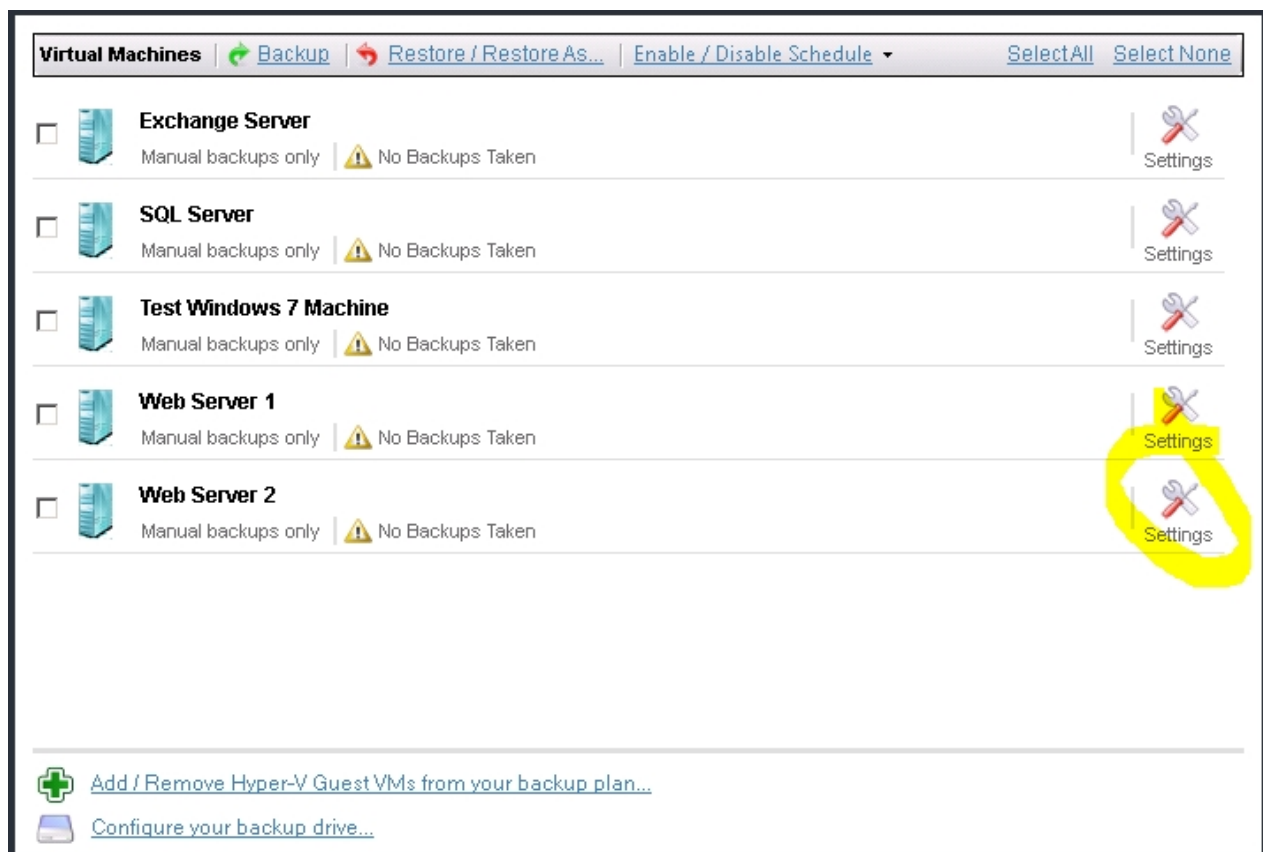 Virtual Machines Backup Restore / Restore As... Enable / Disable Schedule Select All Select None
Exchange Server
Manual backups only No Backups Taken Settings
SQL Server
Manual backups only No Backups Taken Settings
Test Windows 7 Machine
Manual backups only No Backups Taken Settings
Web Server 1
Manual backups only No Backups Taken Settings
Web Server 2
Manual backups only No Backups Taken Settings
Add / Remove Hyper-V Guest VMs from your backup plan...
Configure your backup drive...